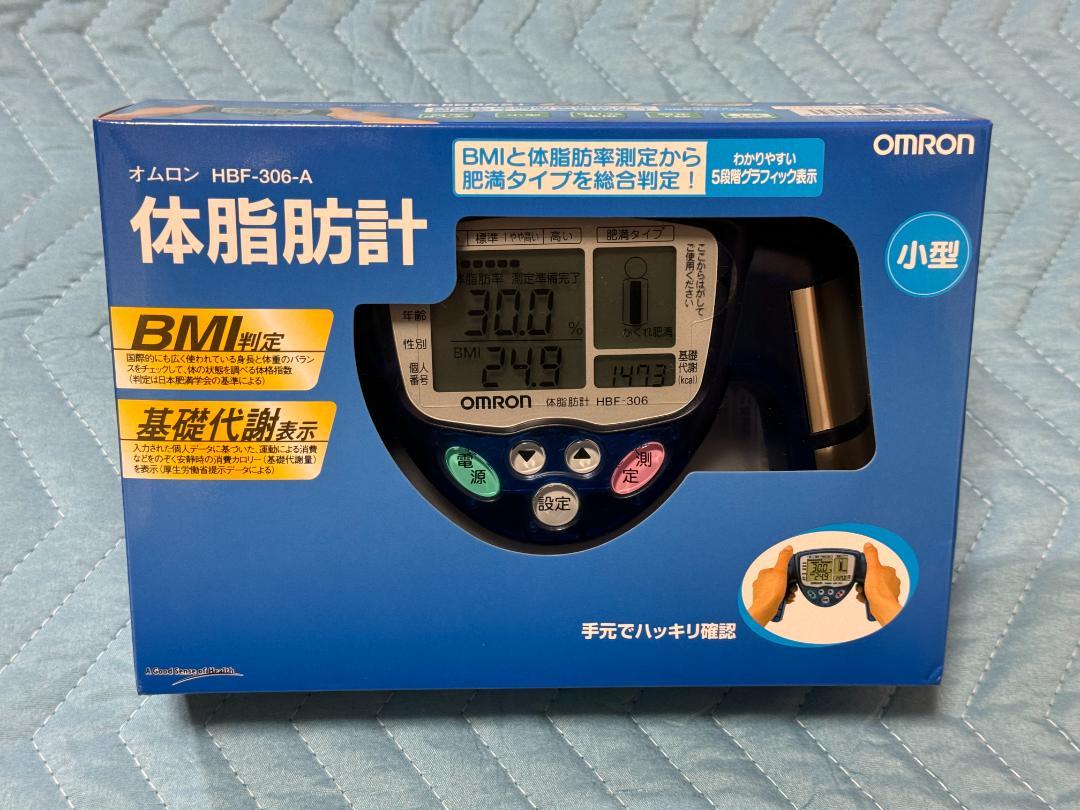 OMRON
オムロン HBF-306-A
体脂肪計
BMIと体脂肪率測定から
肥満タイプを総合判定！
わかりやすい
5段階グラフィック表示
小型
BMI判定
国際的にも広く使われている身長と体重のバラン
スをチェックして、体の状態を調べる体格指数
(判定は日本肥満学会の基準による)
基礎代謝表示
入力された個人データに基づいた、運動による消費
などをのぞく安静時の消費カロリー(基礎代謝量)
を表示(厚生労働省提示データによる)
標準 やや高い 高い
肥満タイプ
体脂肪率 測定準備完了
30.0 %
かくれ肥満
年齢
性別
個人
番号
BMI
24.9
1473
基礎
代謝
(kcal)
ここからはがして
ご使用ください
OMRON 体脂肪計 HBF-306
電源
設定
測定
手元でハッキリ確認
A Good Sense of Health